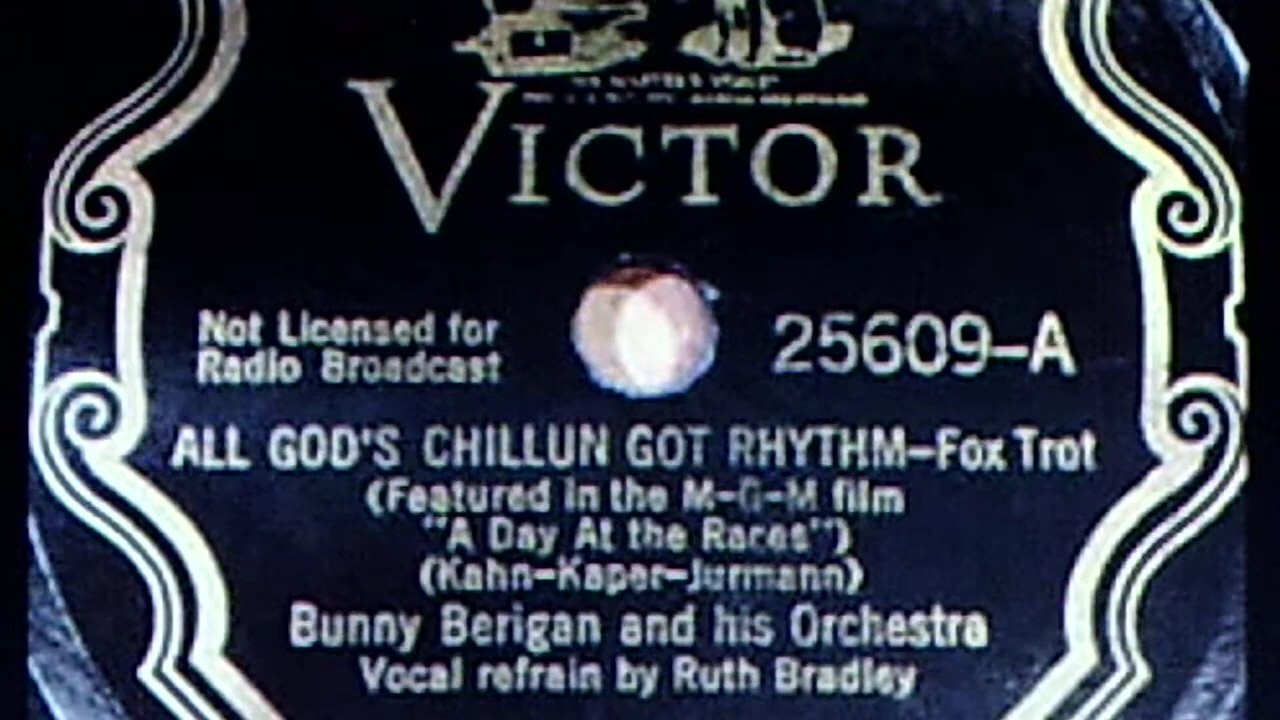 VICTOR
Not Licensed for
Radio Broadcast
25609-A
ALL GOD'S CHILLUN GOT RHYTHM-Fox Trot
(Featured in the M-G-M film
"A Day At the Races")
(Kahn-Kaper-Jurmann)
Bunny Berigan and his Orchestra
Vocal refrain by Ruth Bradley